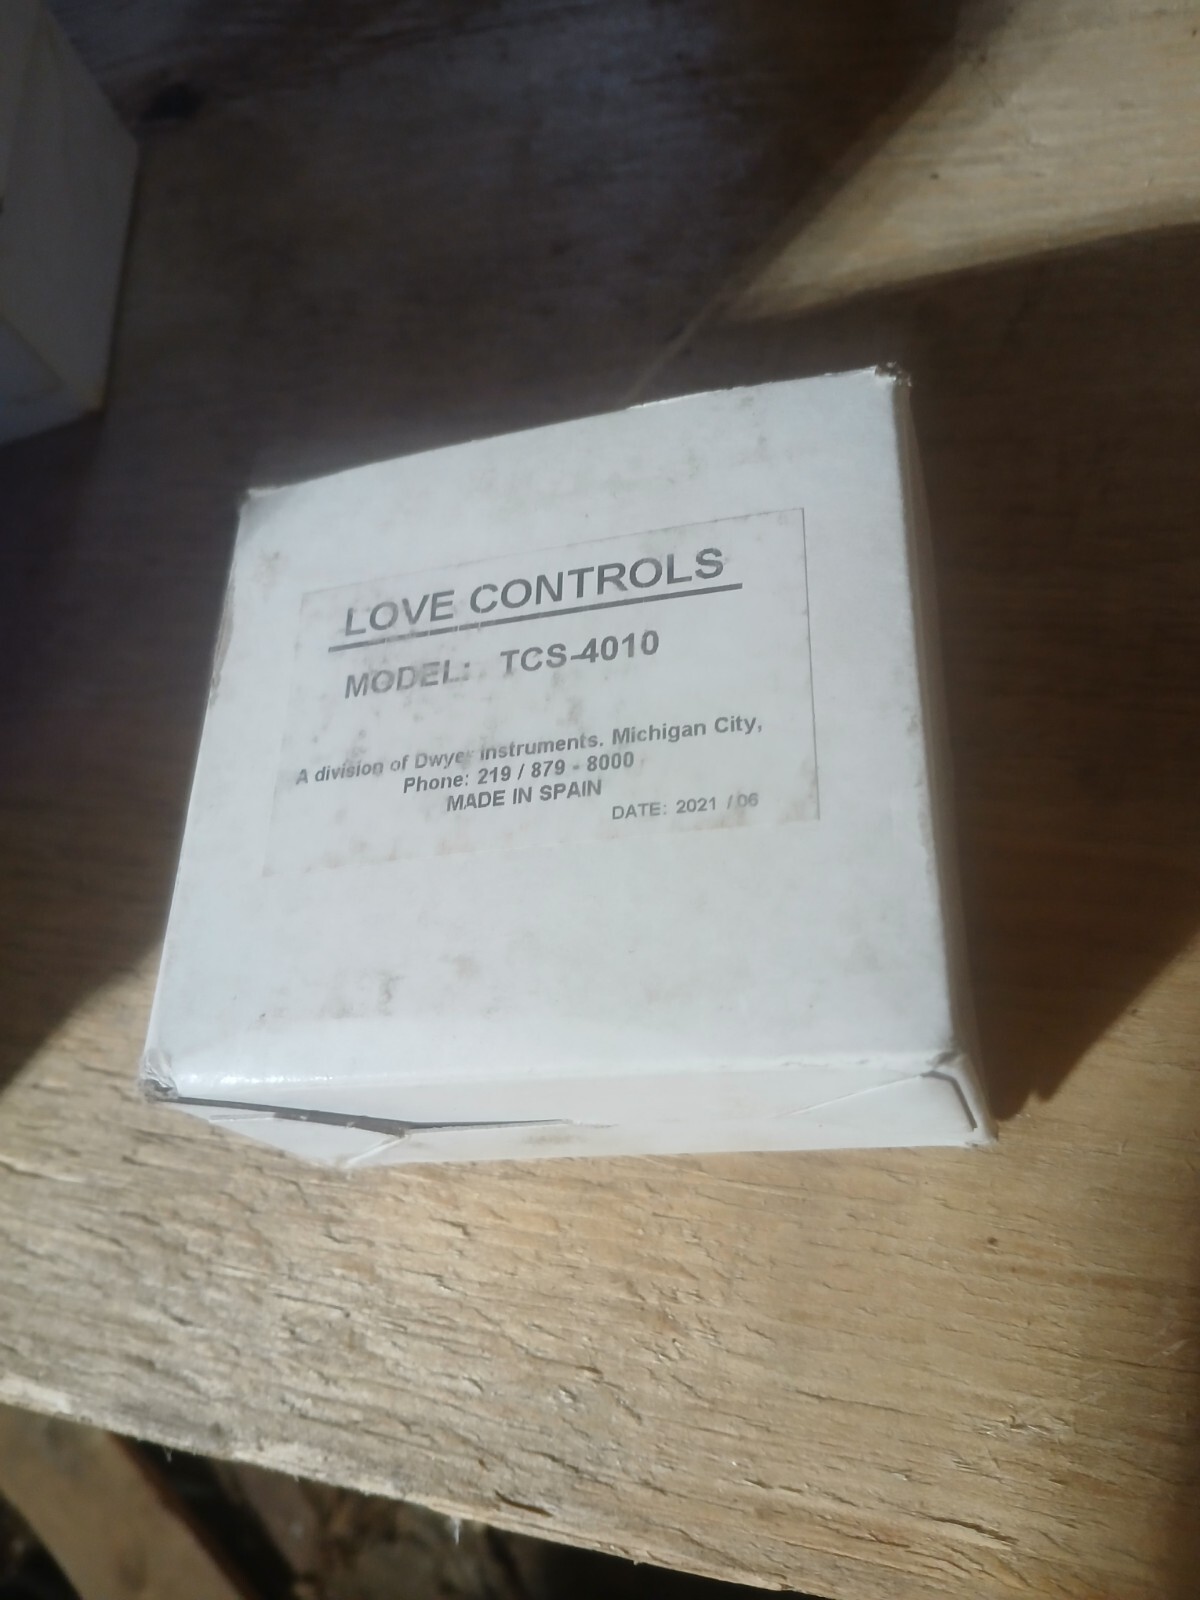 LOVE CONTROLS
MODEL: TCS-4010
A division of Dwyer Instruments. Michigan City,
Phone: 219 / 879 - 8000
MADE IN SPAIN
DATE: 2021 / 06